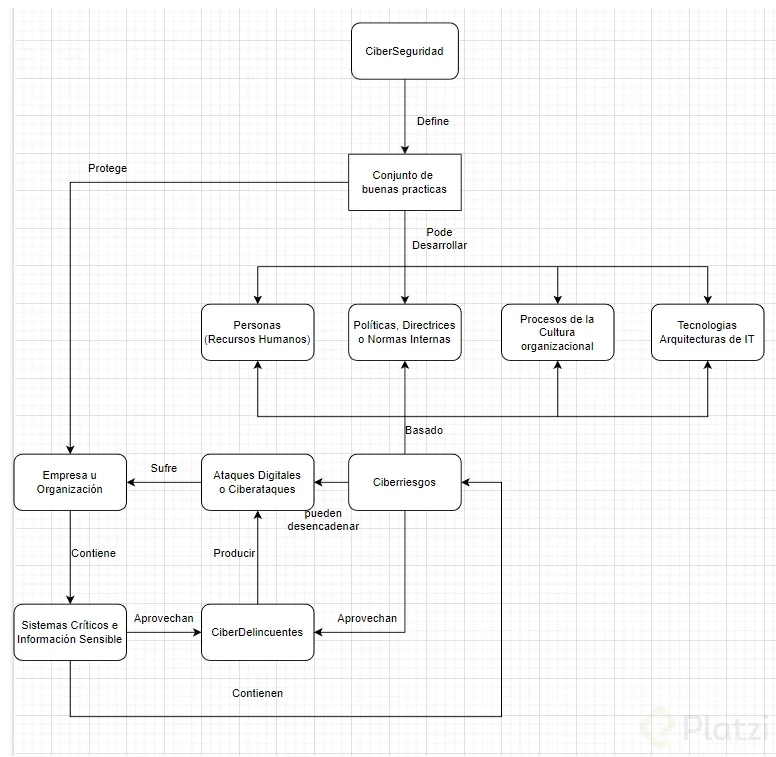 CiberSeguridad
Define
Conjunto de
buenas practicas
Protege
Pode
Desarrollar
Personas
(Recursos Humanos)
Políticas, Directrices
o Normas Internas
Procesos de la
Cultura
organizacional
Tecnologias
Arquitecturas de IT
Basado
Empresa u
Organización
Sufre
Ataques Digitales
o Ciberataques
Ciberriesgos
pueden
desencadenar
Contiene
Producir
Sistemas Críticos e
Información Sensible
Aprovechan
CiberDelincuentes
Aprovechan
Contienen
Platzi